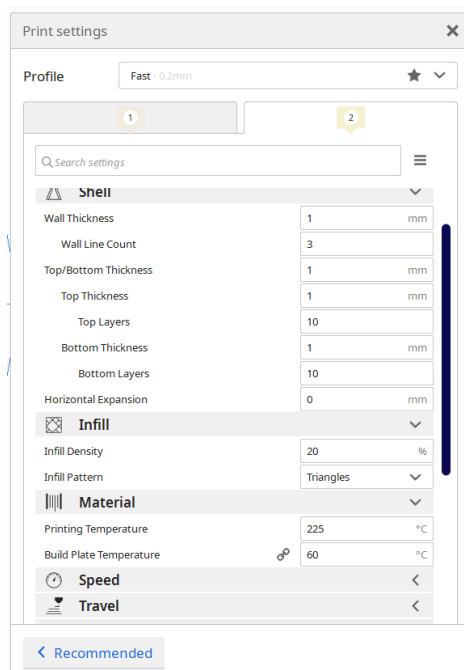 Print settings
Profile
Fast - 0.2mm
1
2
Search settings
Shell
Wall Thickness 1 mm
Wall Line Count 3
Top/Bottom Thickness 1 mm
Top Thickness 1 mm
Top Layers 10
Bottom Thickness 1 mm
Bottom Layers 10
Horizontal Expansion 0 mm
Infill
Infill Density 20 %
Infill Pattern Triangles
Material
Printing Temperature 225 °C
Build Plate Temperature 60 °C
Speed
Travel
Recommended